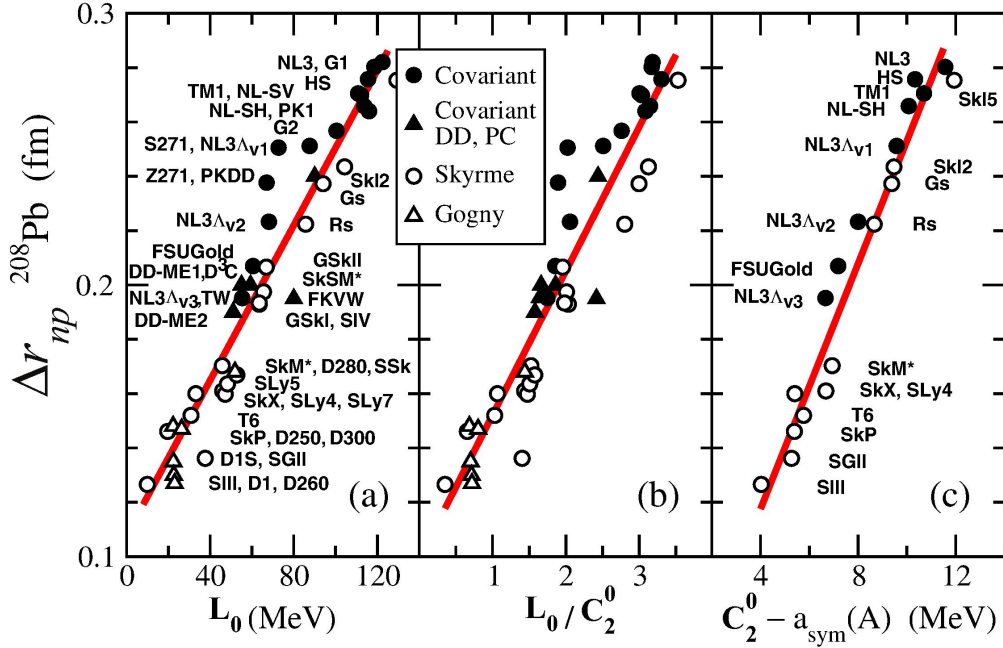 Δr_np ²⁰⁸Pb (fm)
0.3
0.2
0.1
NL3, G1
HS
TM1, NL-SV
NL-SH, PK1
G2
S271, NL3Λv1
Z271, PKDD
NL3Λv2
FSUGold
DD-ME1,D³C
NL3Λv3,TW
DD-ME2
SkI2
Gs
Rs
GSkII
SkSM*
FKVW
GSkI, SIV
SkM*, D280, SSk
SLy5
SkX, SLy4, SLy7
T6
SkP, D250, D300
D1S, SGII
SIII, D1, D260
(a)
0 40 80 120
L₀ (MeV)
Covariant
Covariant
DD, PC
Skyrme
Gogny
(b)
1 2 3
L₀ / C₂⁰
NL3
HS
TM1
NL-SH
SkI5
NL3Λv1
SkI2
Gs
NL3Λv2
Rs
FSUGold
NL3Λv3
SkM*
SkX, SLy4
T6
SkP
SGII
SIII
(c)
4 8 12
C₂⁰ − a_sym(A) (MeV)